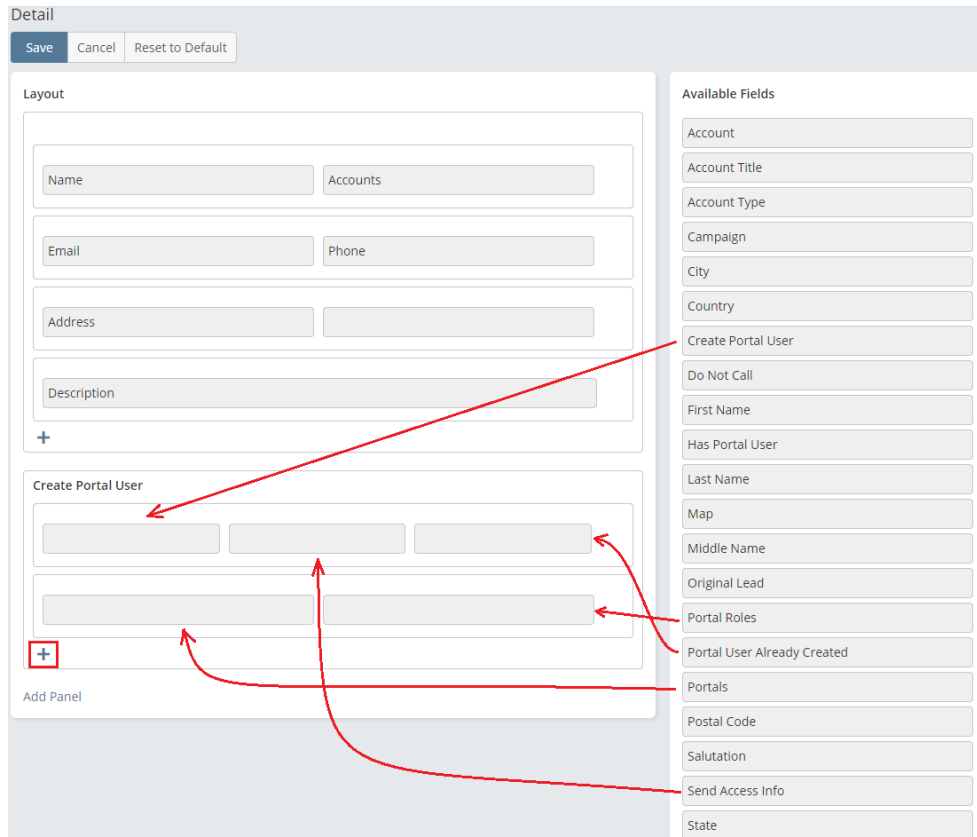 Detail
Save Cancel Reset to Default
Layout
Name Accounts
Email Phone
Address
Description
+
Create Portal User
+
Add Panel
Available Fields
Account
Account Title
Account Type
Campaign
City
Country
Create Portal User
Do Not Call
First Name
Has Portal User
Last Name
Map
Middle Name
Original Lead
Portal Roles
Portal User Already Created
Portals
Postal Code
Salutation
Send Access Info
State